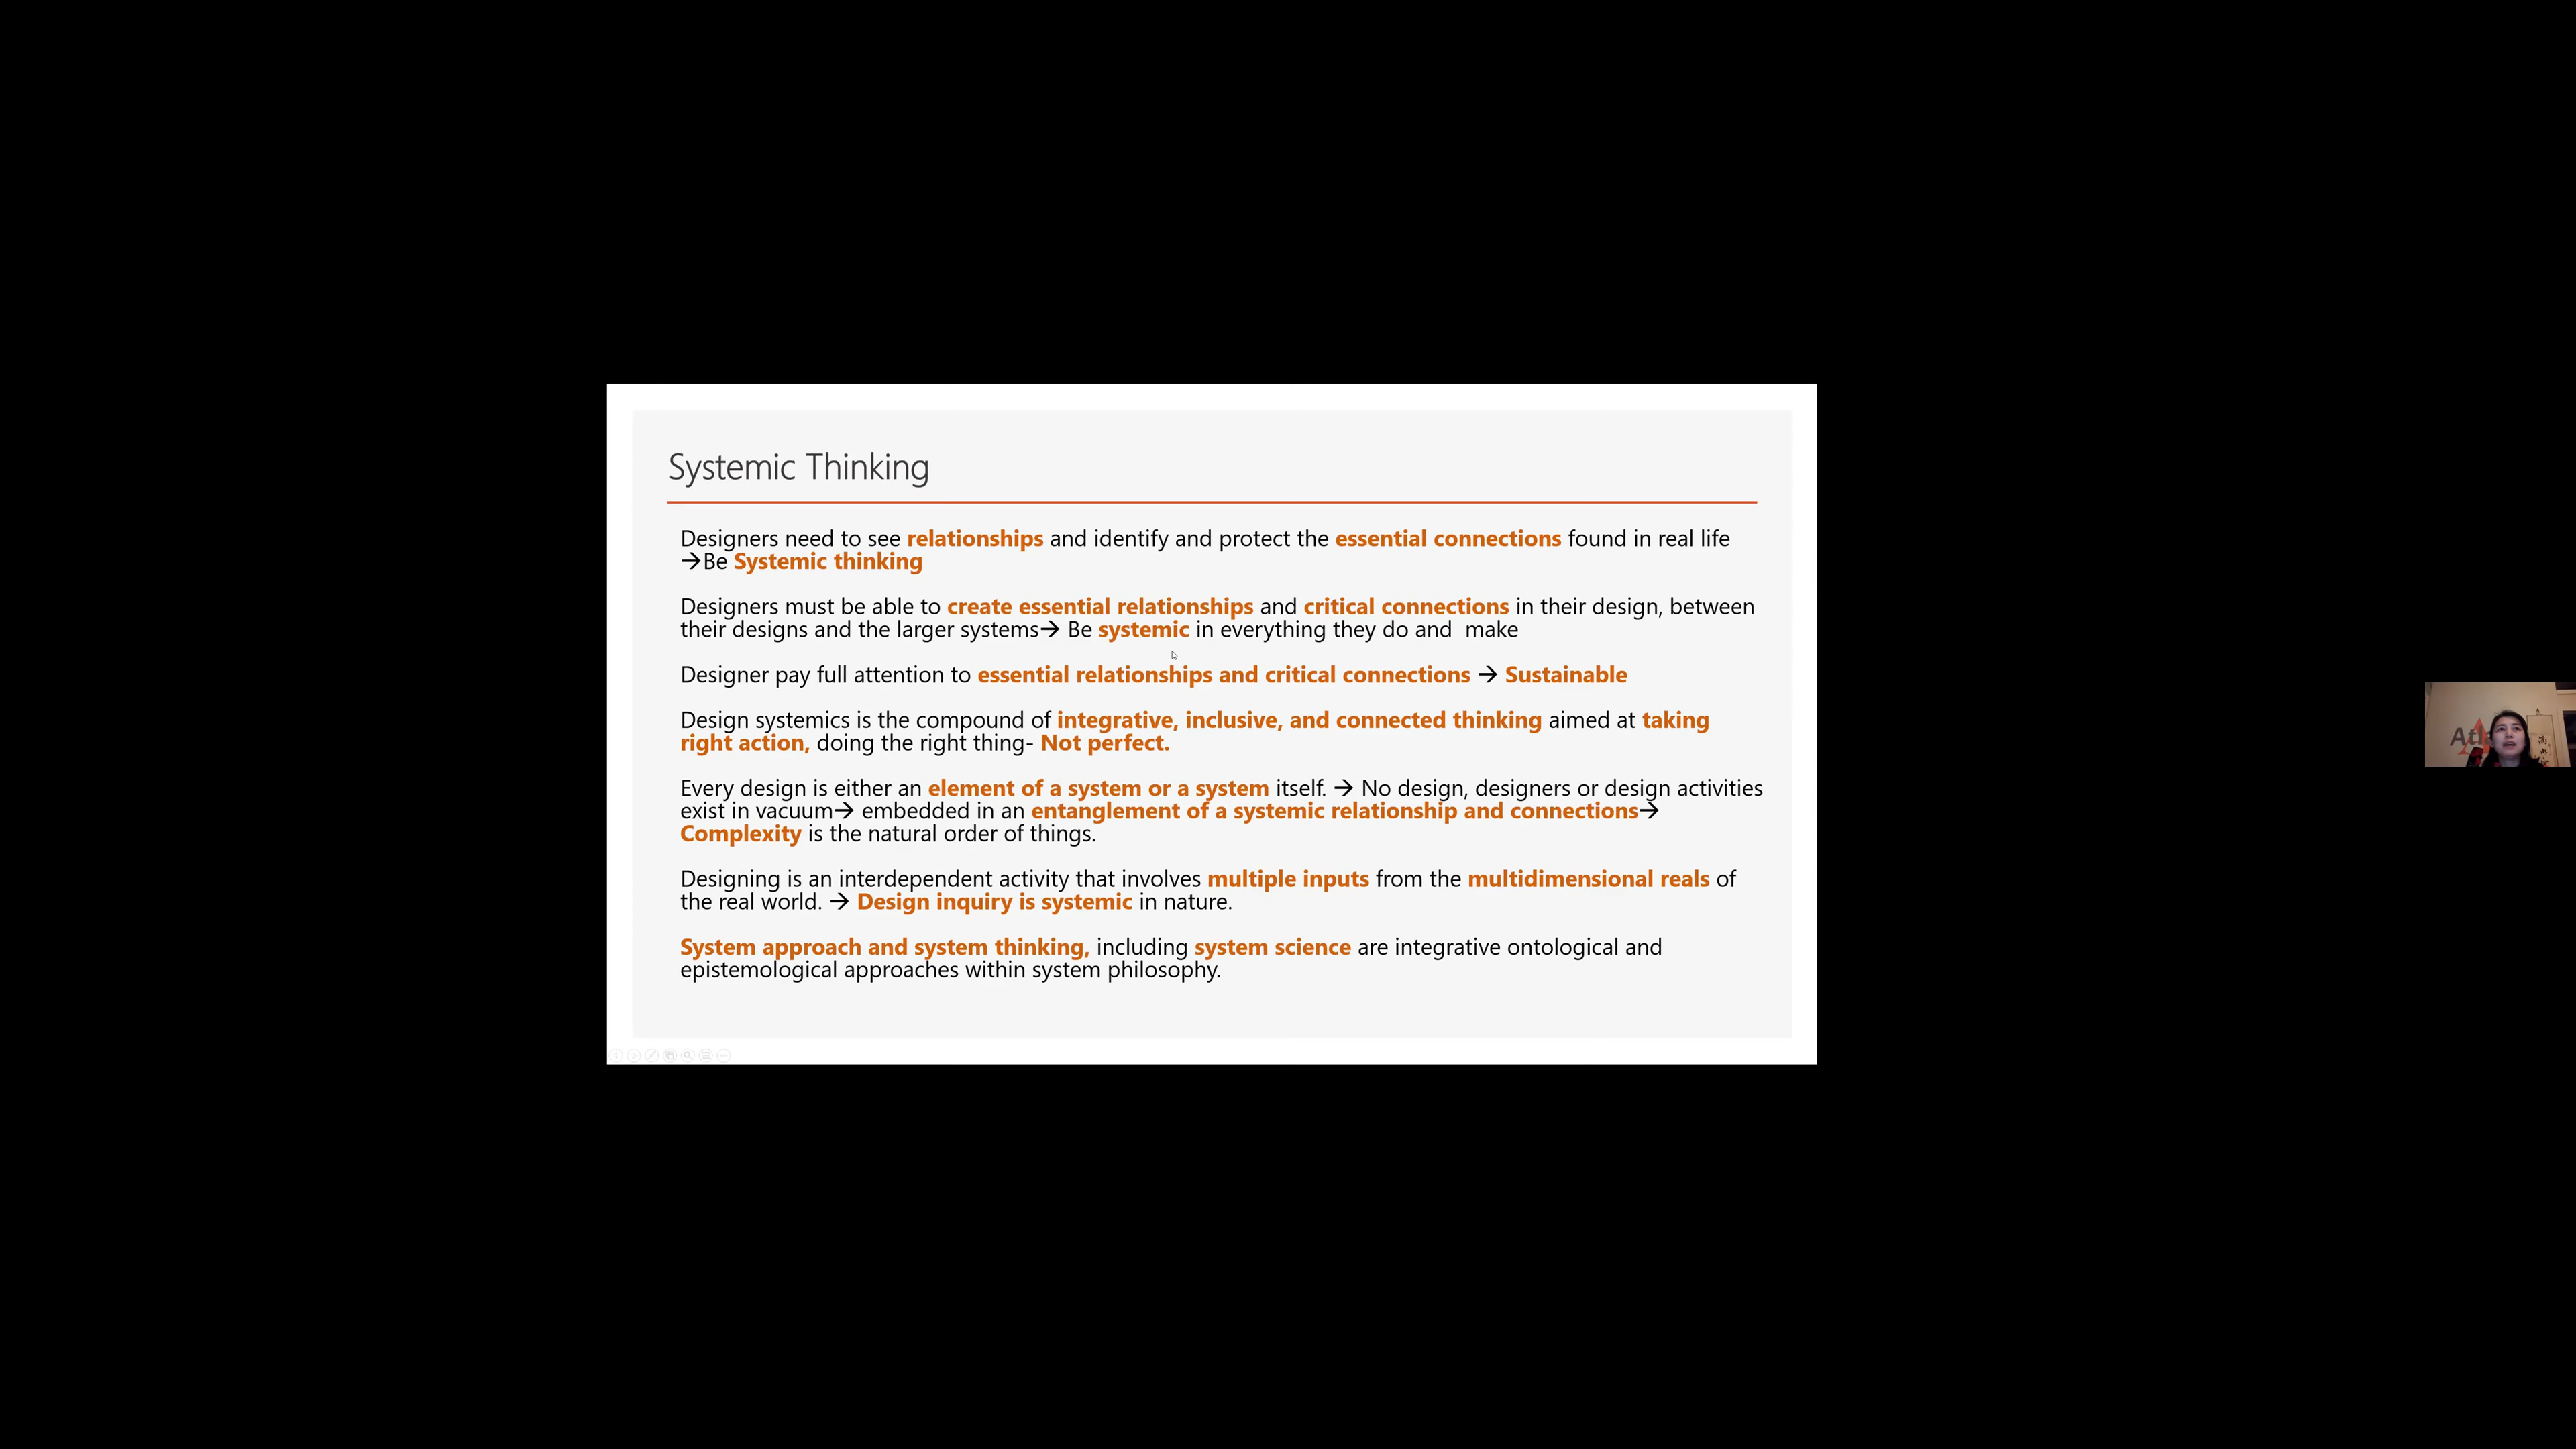 Systemic Thinking
Designers need to see relationships and identify and protect the essential connections found in real life
→Be Systemic thinking
Designers must be able to create essential relationships and critical connections in their design, between
their designs and the larger systems→ Be systemic in everything they do and  make
Designer pay full attention to essential relationships and critical connections → Sustainable
Design systemics is the compound of integrative, inclusive, and connected thinking aimed at taking
right action, doing the right thing- Not perfect.
Every design is either an element of a system or a system itself. → No design, designers or design activities
exist in vacuum→ embedded in an entanglement of a systemic relationship and connections→
Complexity is the natural order of things.
Designing is an interdependent activity that involves multiple inputs from the multidimensional reals of
the real world. → Design inquiry is systemic in nature.
System approach and system thinking, including system science are integrative ontological and
epistemological approaches within system philosophy.